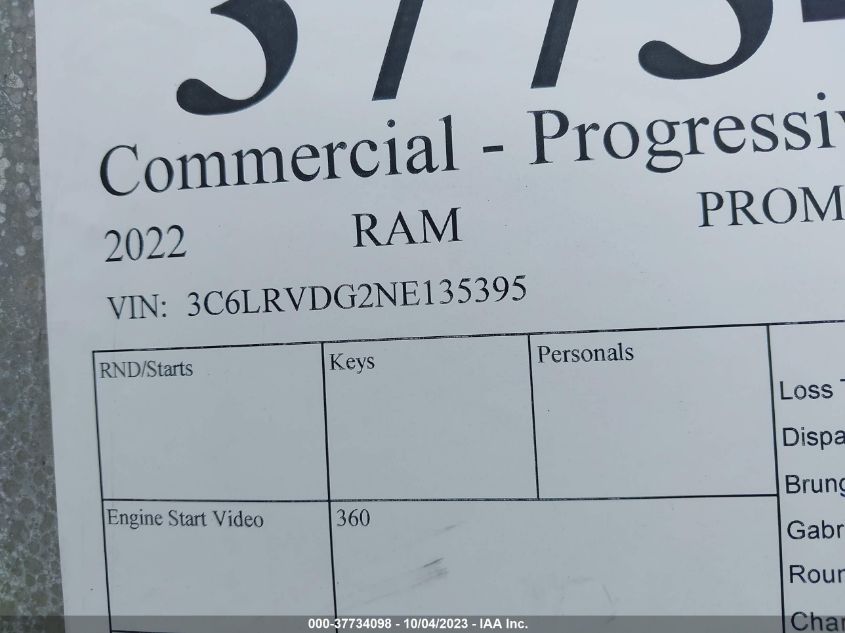 3773
Commercial - Progressiv
2022 RAM PROM
VIN: 3C6LRVDG2NE135395
RND/Starts Keys Personals
Loss
Dispa
Brung
Engine Start Video 360
Gabr
Roun
Char
000-37734098 - 10/04/2023 - IAA Inc.